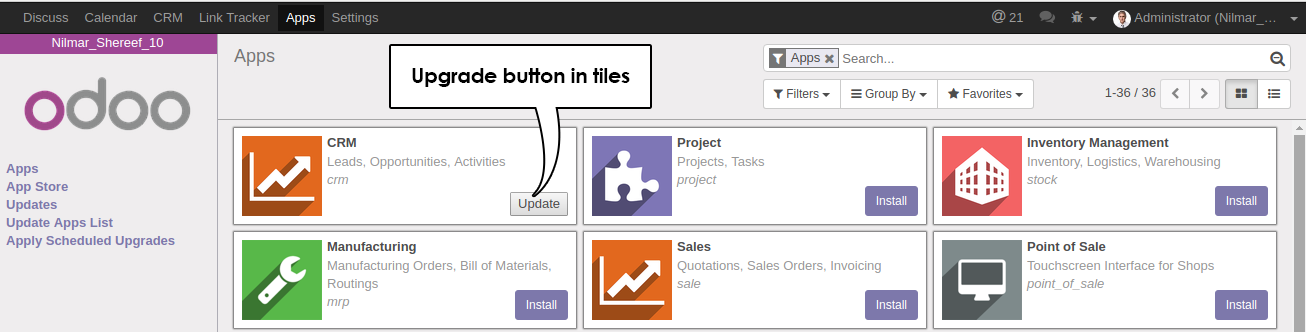 Discuss Calendar CRM Link Tracker Apps Settings @ 21 Administrator (Nilmar_...
Nilmar_Shereef_10
odoo
Apps
App Store
Updates
Update Apps List
Apply Scheduled Upgrades
Apps
Upgrade button in tiles
Apps Search...
Filters Group By Favorites 1-36 / 36
CRM
Leads, Opportunities, Activities
crm
Update
Project
Projects, Tasks
project
Install
Inventory Management
Inventory, Logistics, Warehousing
stock
Install
Manufacturing
Manufacturing Orders, Bill of Materials,
Routings
mrp
Install
Sales
Quotations, Sales Orders, Invoicing
sale
Install
Point of Sale
Touchscreen Interface for Shops
point_of_sale
Install